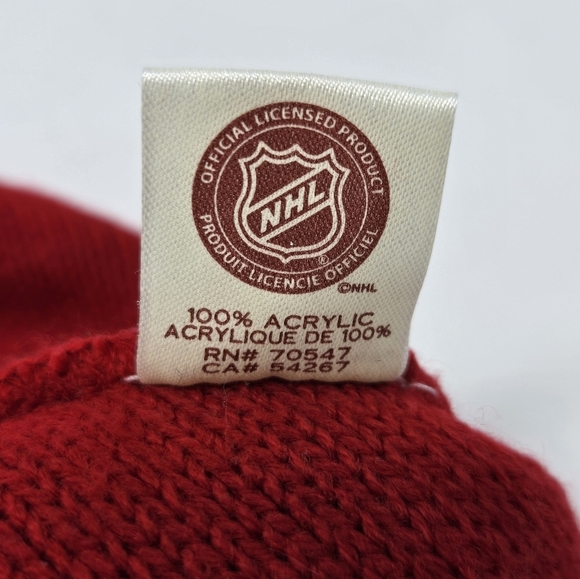 OFFICIAL LICENSED PRODUCT
NHL
®
PRODUIT LICENCIE OFFICIEL
©NHL
100% ACRYLIC
ACRYLIQUE DE 100%
RN# 70547
CA# 54267